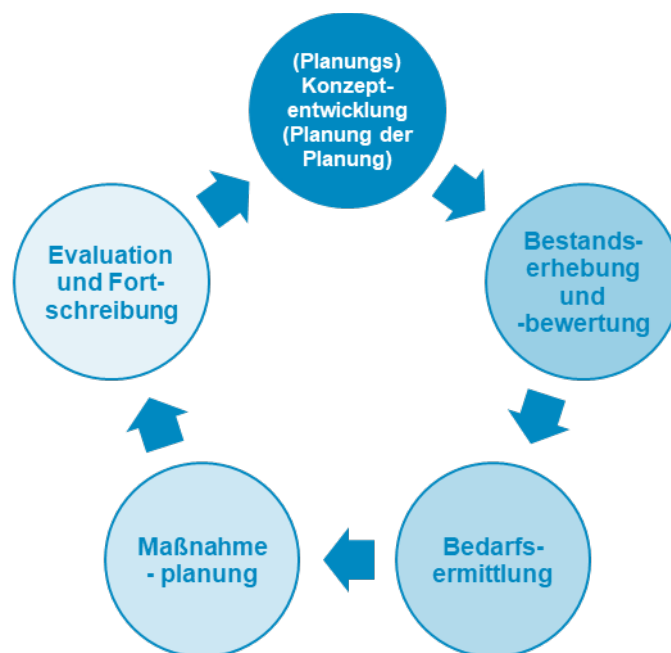 (Planungs)
Konzept-
entwicklung
(Planung der
Planung)
Bestands-
erhebung
und
-bewertung
Bedarfs-
ermittlung
Maßnahme
- planung
Evaluation
und Fort-
schreibung